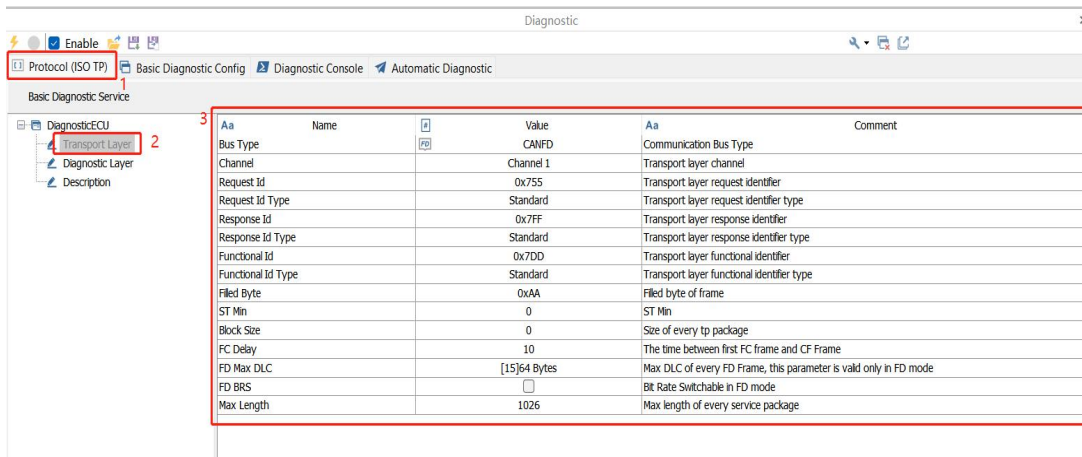 Diagnostic
Enable
Protocol (ISO TP) Basic Diagnostic Config Diagnostic Console Automatic Diagnostic
1
Basic Diagnostic Service
DiagnosticECU
Transport Layer 2
Diagnostic Layer
Description
3
Aa Name # Value Aa Comment
Bus Type FD CANFD Communication Bus Type
Channel Channel 1 Transport layer channel
Request Id 0x755 Transport layer request identifier
Request Id Type Standard Transport layer request identifier type
Response Id 0x7FF Transport layer response identifier
Response Id Type Standard Transport layer response identifier type
Functional Id 0x7DD Transport layer functional identifier
Functional Id Type Standard Transport layer functional identifier type
Filled Byte 0xAA Filled byte of frame
ST Min 0 ST Min
Block Size 0 Size of every tp package
FC Delay 10 The time between first FC frame and CF Frame
FD Max DLC [15]64 Bytes Max DLC of every FD Frame, this parameter is valid only in FD mode
FD BRS Bit Rate Switchable in FD mode
Max Length 1026 Max length of every service package